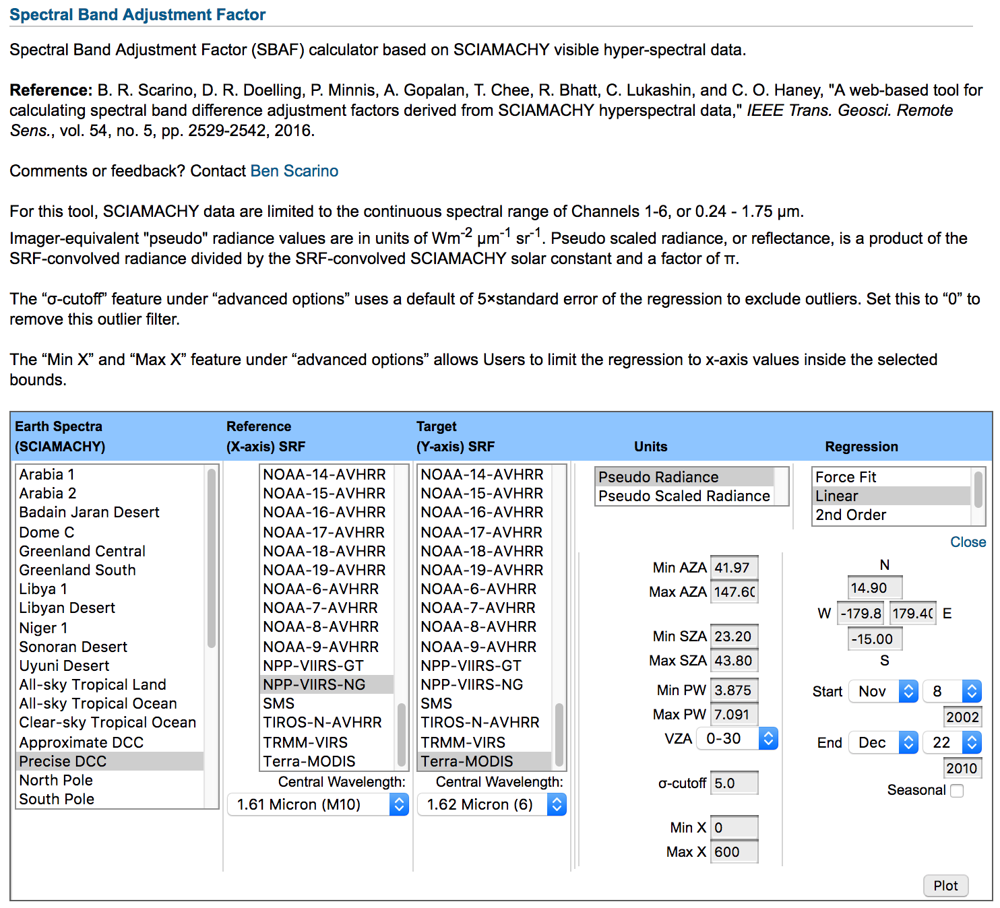 Spectral Band Adjustment Factor
Spectral Band Adjustment Factor (SBAF) calculator based on SCIAMACHY visible hyper-spectral data.
Reference: B. R. Scarino, D. R. Doelling, P. Minnis, A. Gopalan, T. Chee, R. Bhatt, C. Lukashin, and C. O. Haney, "A web-based tool for
calculating spectral band difference adjustment factors derived from SCIAMACHY hyperspectral data," IEEE Trans. Geosci. Remote
Sens., vol. 54, no. 5, pp. 2529-2542, 2016.
Comments or feedback? Contact Ben Scarino
For this tool, SCIAMACHY data are limited to the continuous spectral range of Channels 1-6, or 0.24 - 1.75 µm.
Imager-equivalent "pseudo" radiance values are in units of Wm-2 µm-1 sr-1. Pseudo scaled radiance, or reflectance, is a product of the
SRF-convolved radiance divided by the SRF-convolved SCIAMACHY solar constant and a factor of π.
The “σ-cutoff” feature under “advanced options” uses a default of 5×standard error of the regression to exclude outliers. Set this to “0” to
remove this outlier filter.
The “Min X” and “Max X” feature under “advanced options” allows Users to limit the regression to x-axis values inside the selected
bounds.
Earth Spectra
(SCIAMACHY)
Reference
(X-axis) SRF
Target
(Y-axis) SRF
Units
Regression
Arabia 1
Arabia 2
Badain Jaran Desert
Dome C
Greenland Central
Greenland South
Libya 1
Libyan Desert
Niger 1
Sonoran Desert
Uyuni Desert
All-sky Tropical Land
All-sky Tropical Ocean
Clear-sky Tropical Ocean
Approximate DCC
Precise DCC
North Pole
South Pole
NOAA-14-AVHRR
NOAA-15-AVHRR
NOAA-16-AVHRR
NOAA-17-AVHRR
NOAA-18-AVHRR
NOAA-19-AVHRR
NOAA-6-AVHRR
NOAA-7-AVHRR
NOAA-8-AVHRR
NOAA-9-AVHRR
NPP-VIIRS-GT
NPP-VIIRS-NG
SMS
TIROS-N-AVHRR
TRMM-VIRS
Terra-MODIS
Central Wavelength:
1.61 Micron (M10)
NOAA-14-AVHRR
NOAA-15-AVHRR
NOAA-16-AVHRR
NOAA-17-AVHRR
NOAA-18-AVHRR
NOAA-19-AVHRR
NOAA-6-AVHRR
NOAA-7-AVHRR
NOAA-8-AVHRR
NOAA-9-AVHRR
NPP-VIIRS-GT
NPP-VIIRS-NG
SMS
TIROS-N-AVHRR
TRMM-VIRS
Terra-MODIS
Central Wavelength:
1.62 Micron (6)
Pseudo Radiance
Pseudo Scaled Radiance
Min AZA 41.97
Max AZA 147.60
Min SZA 23.20
Max SZA 43.80
Min PW 3.875
Max PW 7.091
VZA 0-30
σ-cutoff 5.0
Min X 0
Max X 600
Force Fit
Linear
2nd Order
Close
N
14.90
W -179.8 179.40 E
-15.00
S
Start Nov 8
2002
End Dec 22
2010
Seasonal
Plot